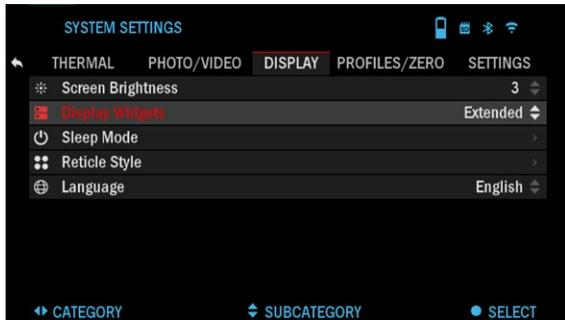 SYSTEM SETTINGS
THERMAL PHOTO/VIDEO DISPLAY PROFILES/ZERO SETTINGS
Screen Brightness 3
Display Widgets Extended
Sleep Mode
Reticle Style
Language English
CATEGORY SUBCATEGORY SELECT